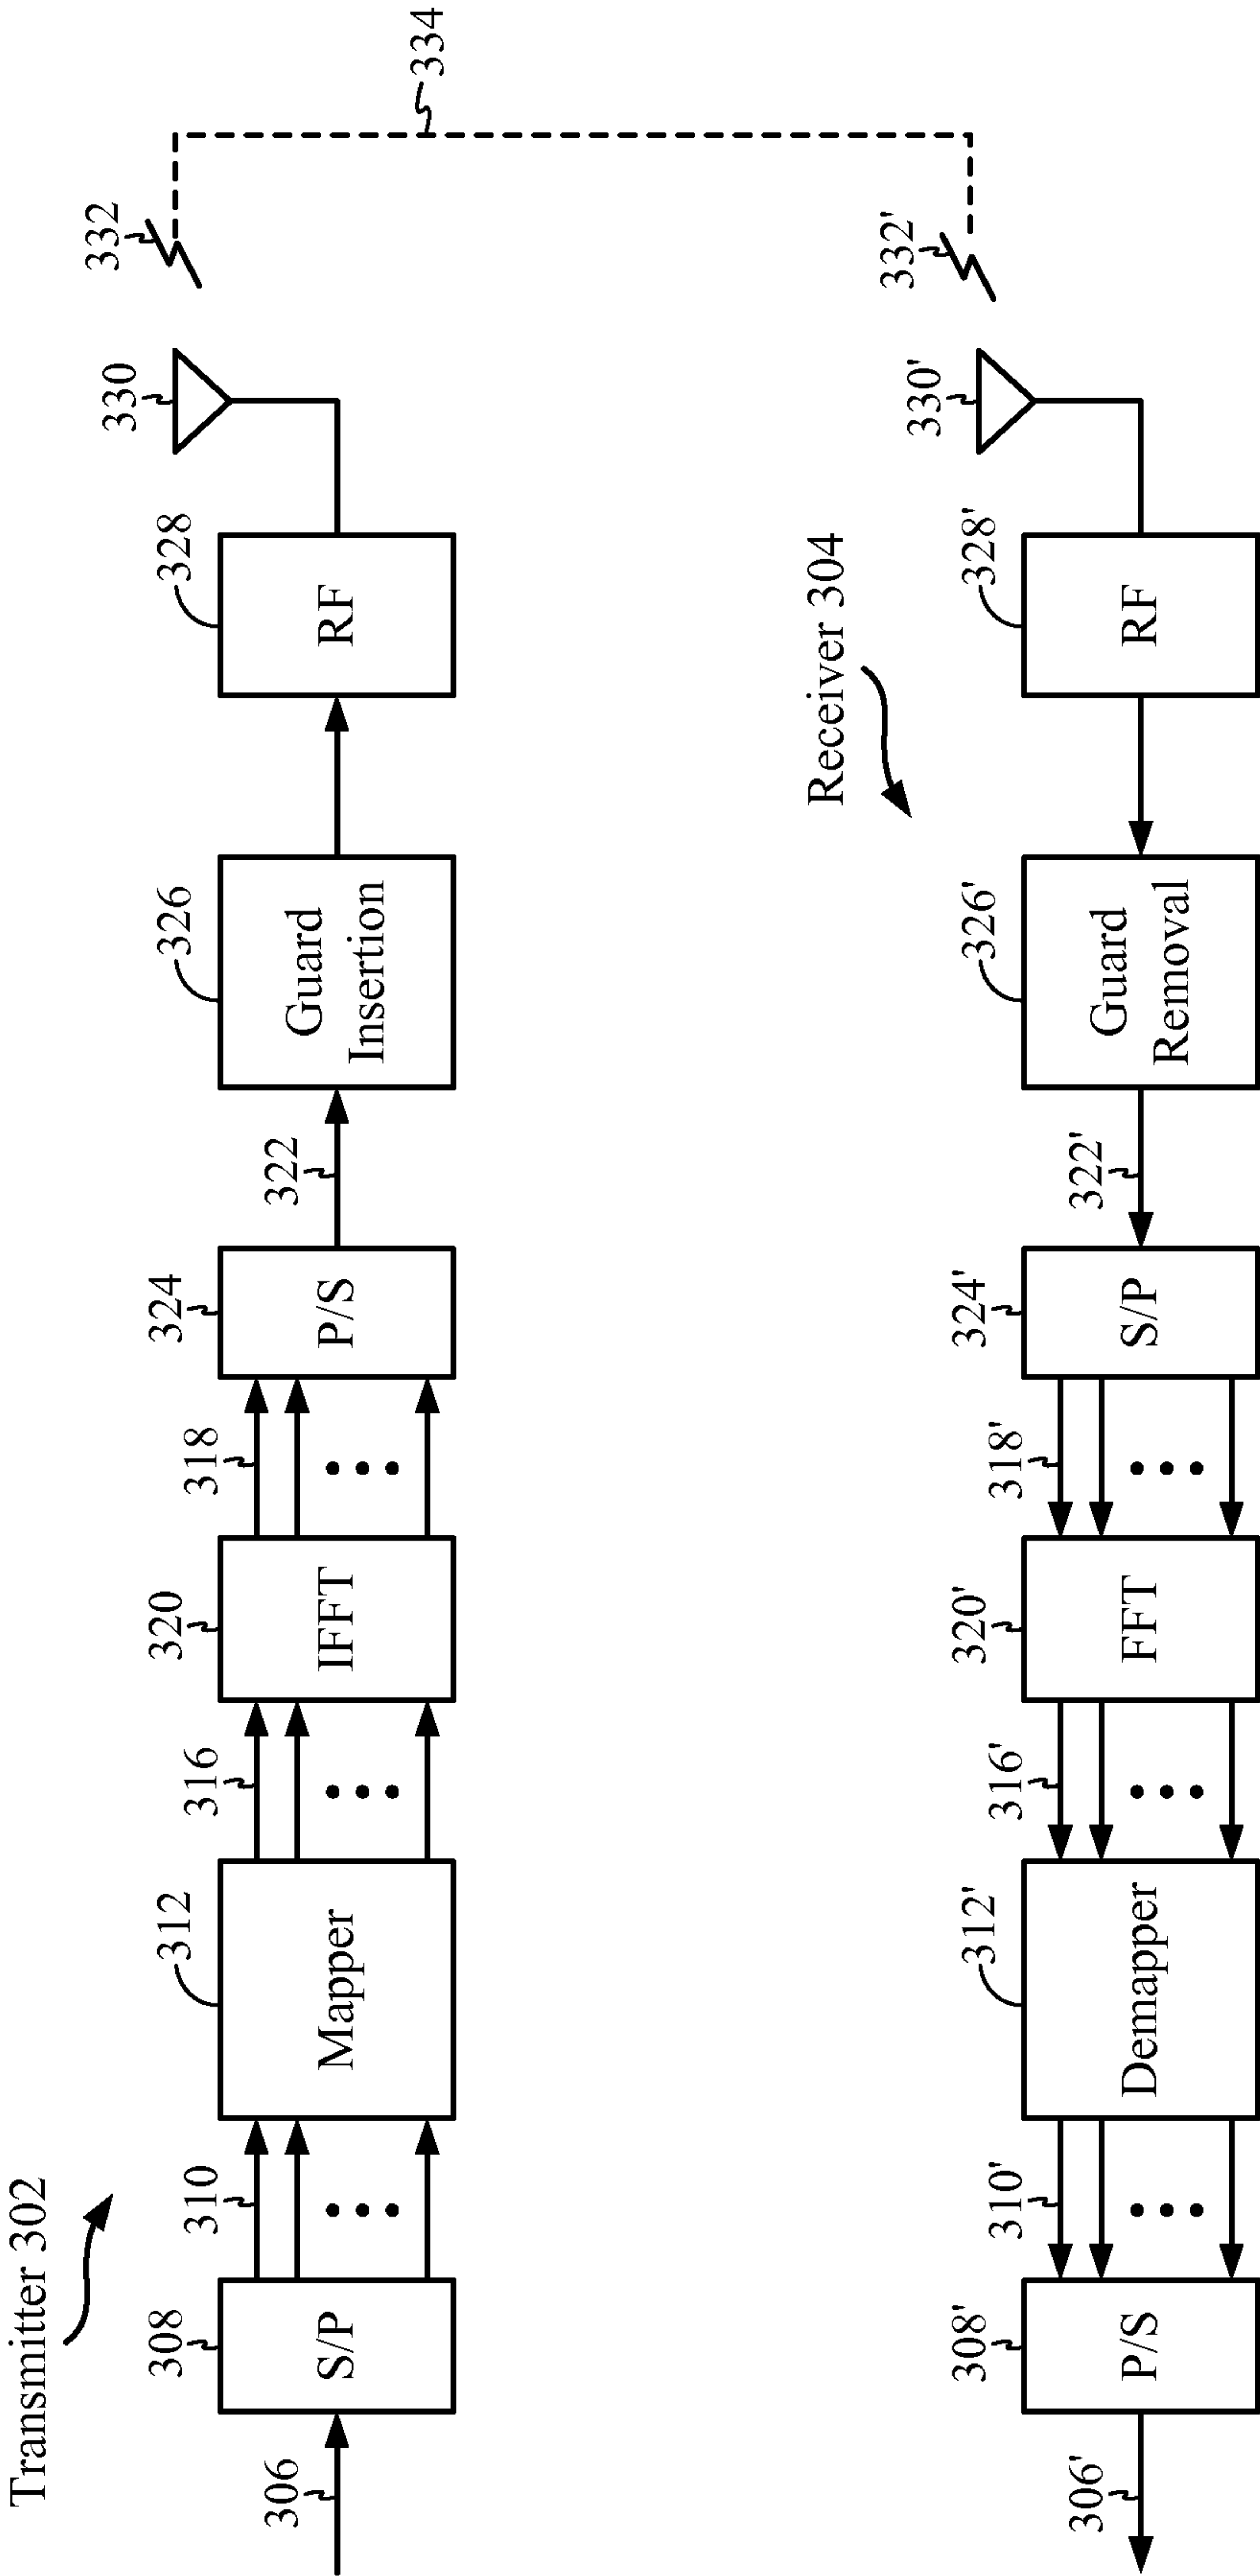 Transmitter 302
306
308
S/P
310
312
Mapper
316
320
IFFT
318
324
P/S
322
326
Guard
Insertion
328
RF
330
332
334
Receiver 304
306'
308'
P/S
310'
312'
Demapper
316'
320'
FFT
318'
324'
S/P
322'
326'
Guard
Removal
328'
RF
330'
332'